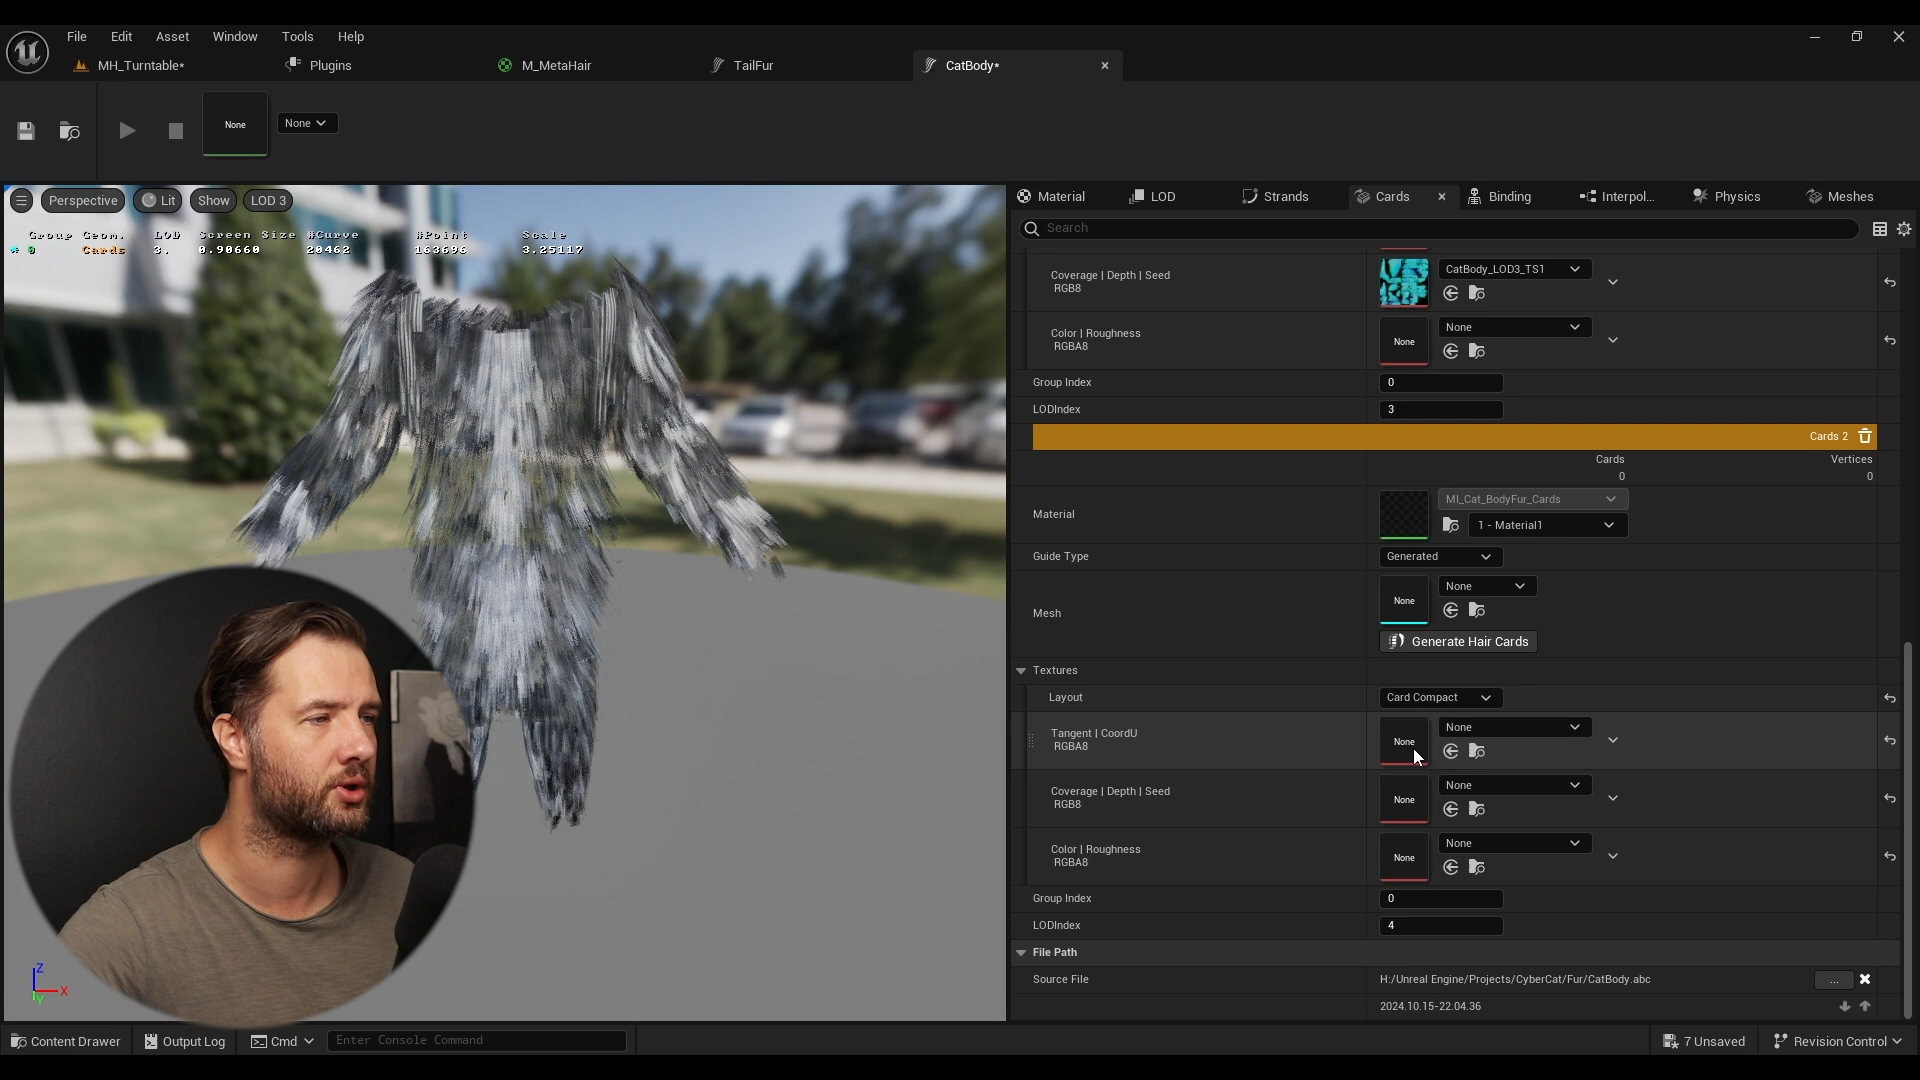 File Edit Asset Window Tools Help
MH_Turntable* Plugins M_MetaHair TailFur CatBody*
None None
Perspective Lit Show LOD 3
Material LOD Strands Cards Binding Interpol... Physics Meshes
Search
Group Geom. LOD Screen Size #Curve #Point Scale
* 0 Cards 3. 0.90660 20462 163696 3.25117
Coverage | Depth | Seed
RGB8
CatBody_LOD3_TS1
Color | Roughness
RGBA8
None
None
Group Index 0
LODIndex 3
Cards 2
Cards Vertices
0 0
Material
MI_Cat_BodyFur_Cards
1 - Material1
Guide Type Generated
Mesh
None
None
Generate Hair Cards
Textures
Layout Card Compact
Tangent | CoordU
RGBA8
None
None
Coverage | Depth | Seed
RGB8
None
None
Color | Roughness
RGBA8
None
None
Group Index 0
LODIndex 4
File Path
Source File H:/Unreal Engine/Projects/CyberCat/Fur/CatBody.abc ...
2024.10.15-22.04.36
Z
X
Y
Content Drawer Output Log Cmd Enter Console Command 7 Unsaved Revision Control